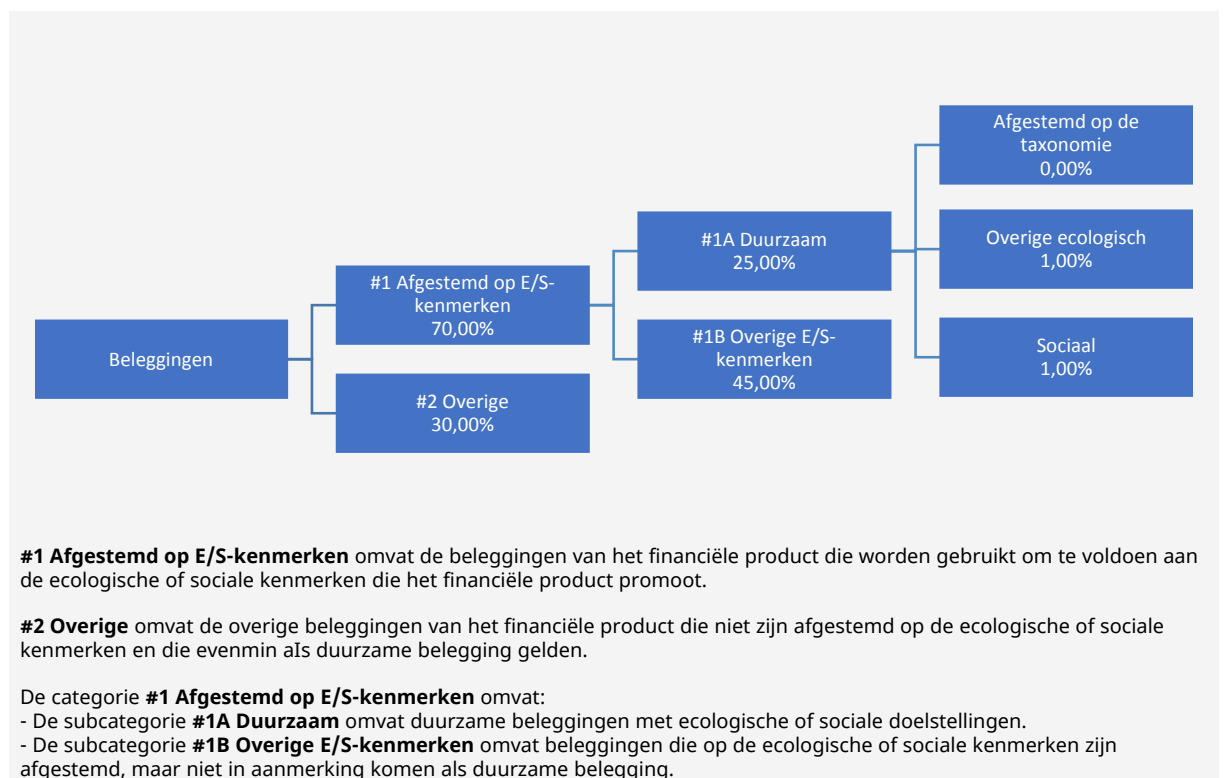 Beleggingen
#1 Afgestemd op E/S-
kenmerken
70,00%
#2 Overige
30,00%
#1A Duurzaam
25,00%
#1B Overige E/S-
kenmerken
45,00%
Afgestemd op de
taxonomie
0,00%
Overige ecologisch
1,00%
Sociaal
1,00%
#1 Afgestemd op E/S-kenmerken omvat de beleggingen van het financiële product die worden gebruikt om te voldoen aan
de ecologische of sociale kenmerken die het financiële product promoot.
#2 Overige omvat de overige beleggingen van het financiële product die niet zijn afgestemd op de ecologische of sociale
kenmerken en die evenmin aIs duurzame belegging gelden.
De categorie #1 Afgestemd op E/S-kenmerken omvat:
- De subcategorie #1A Duurzaam omvat duurzame beleggingen met ecologische of sociale doelstellingen.
- De subcategorie #1B Overige E/S-kenmerken omvat beleggingen die op de ecologische of sociale kenmerken zijn
afgestemd, maar niet in aanmerking komen als duurzame belegging.